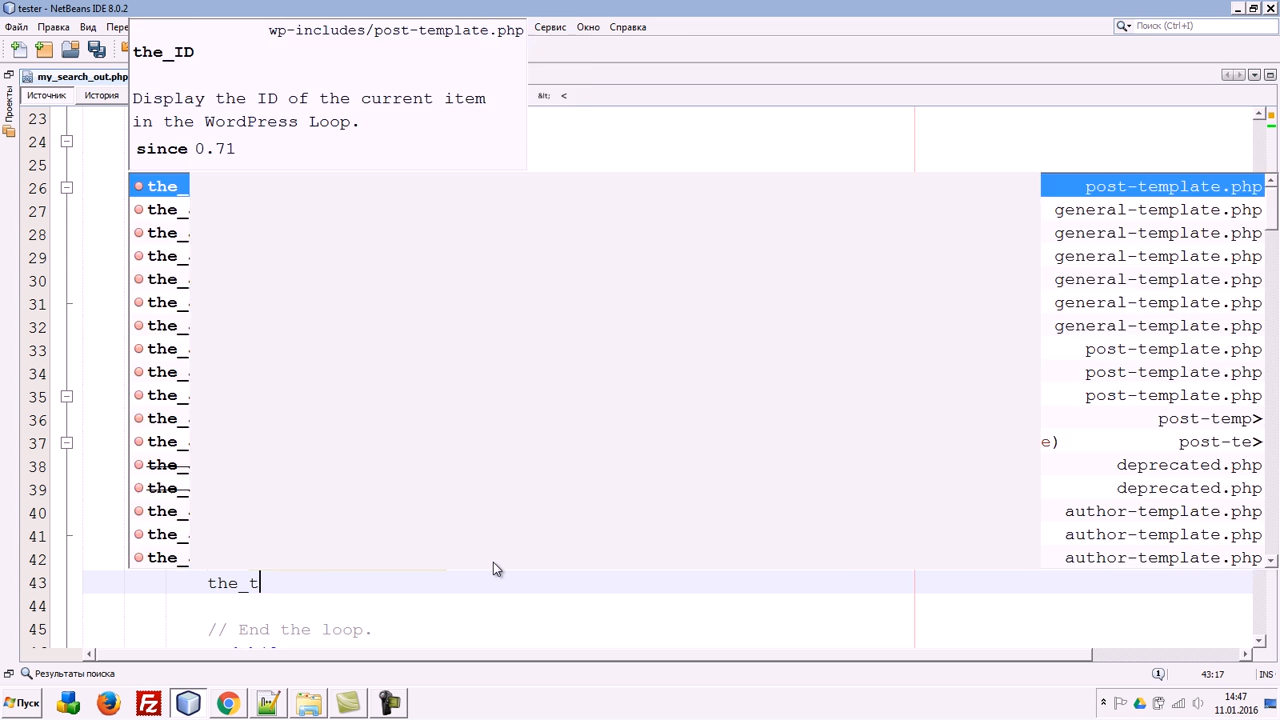 tester - NetBeans IDE 8.0.2
Файл Правка Вид Пере Сервис Окно Справка
Поиск (Ctrl+I)
my_search_out.php
Источник История &lt; <
Проекты
wp-includes/post-template.php
the_ID
Display the ID of the current item
in the WordPress Loop.
since 0.71
23
24
25
26 the_ post-template.php
27 the_ general-template.php
28 the_ general-template.php
29 the_ general-template.php
30 the_ general-template.php
31 the_ general-template.php
32 the_ general-template.php
33 the_ post-template.php
34 the_ post-template.php
35 the_ post-template.php
36 the_ post-temp>
37 the_ e) post-te>
38 the_ deprecated.php
39 the_ deprecated.php
40 the_ author-template.php
41 the_ author-template.php
42 the_ author-template.php
43 the_t
44
45 // End the loop.
Результаты поиска
1 43:17 INS
Пуск
14:47
11.01.2016